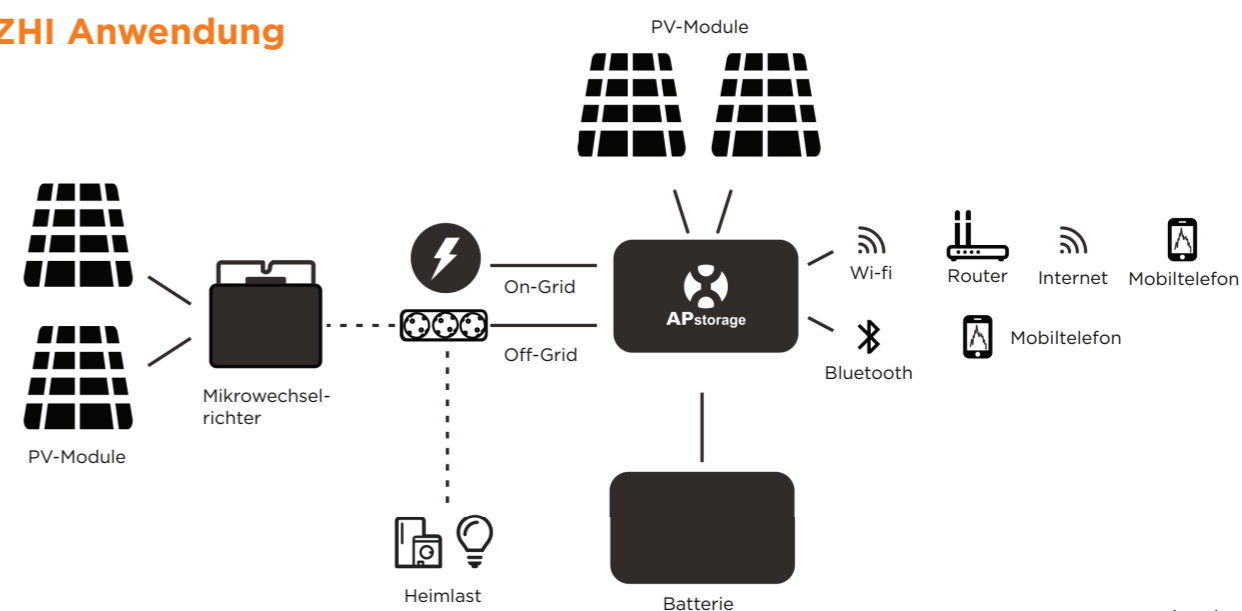 ZHI Anwendung
PV-Module
On-Grid
Off-Grid
APstorage
Wi-fi
Router
Internet
Mobiltelefon
Bluetooth
Mobiltelefon
Mikrowechsel-
richter
PV-Module
Heimlast
Batterie